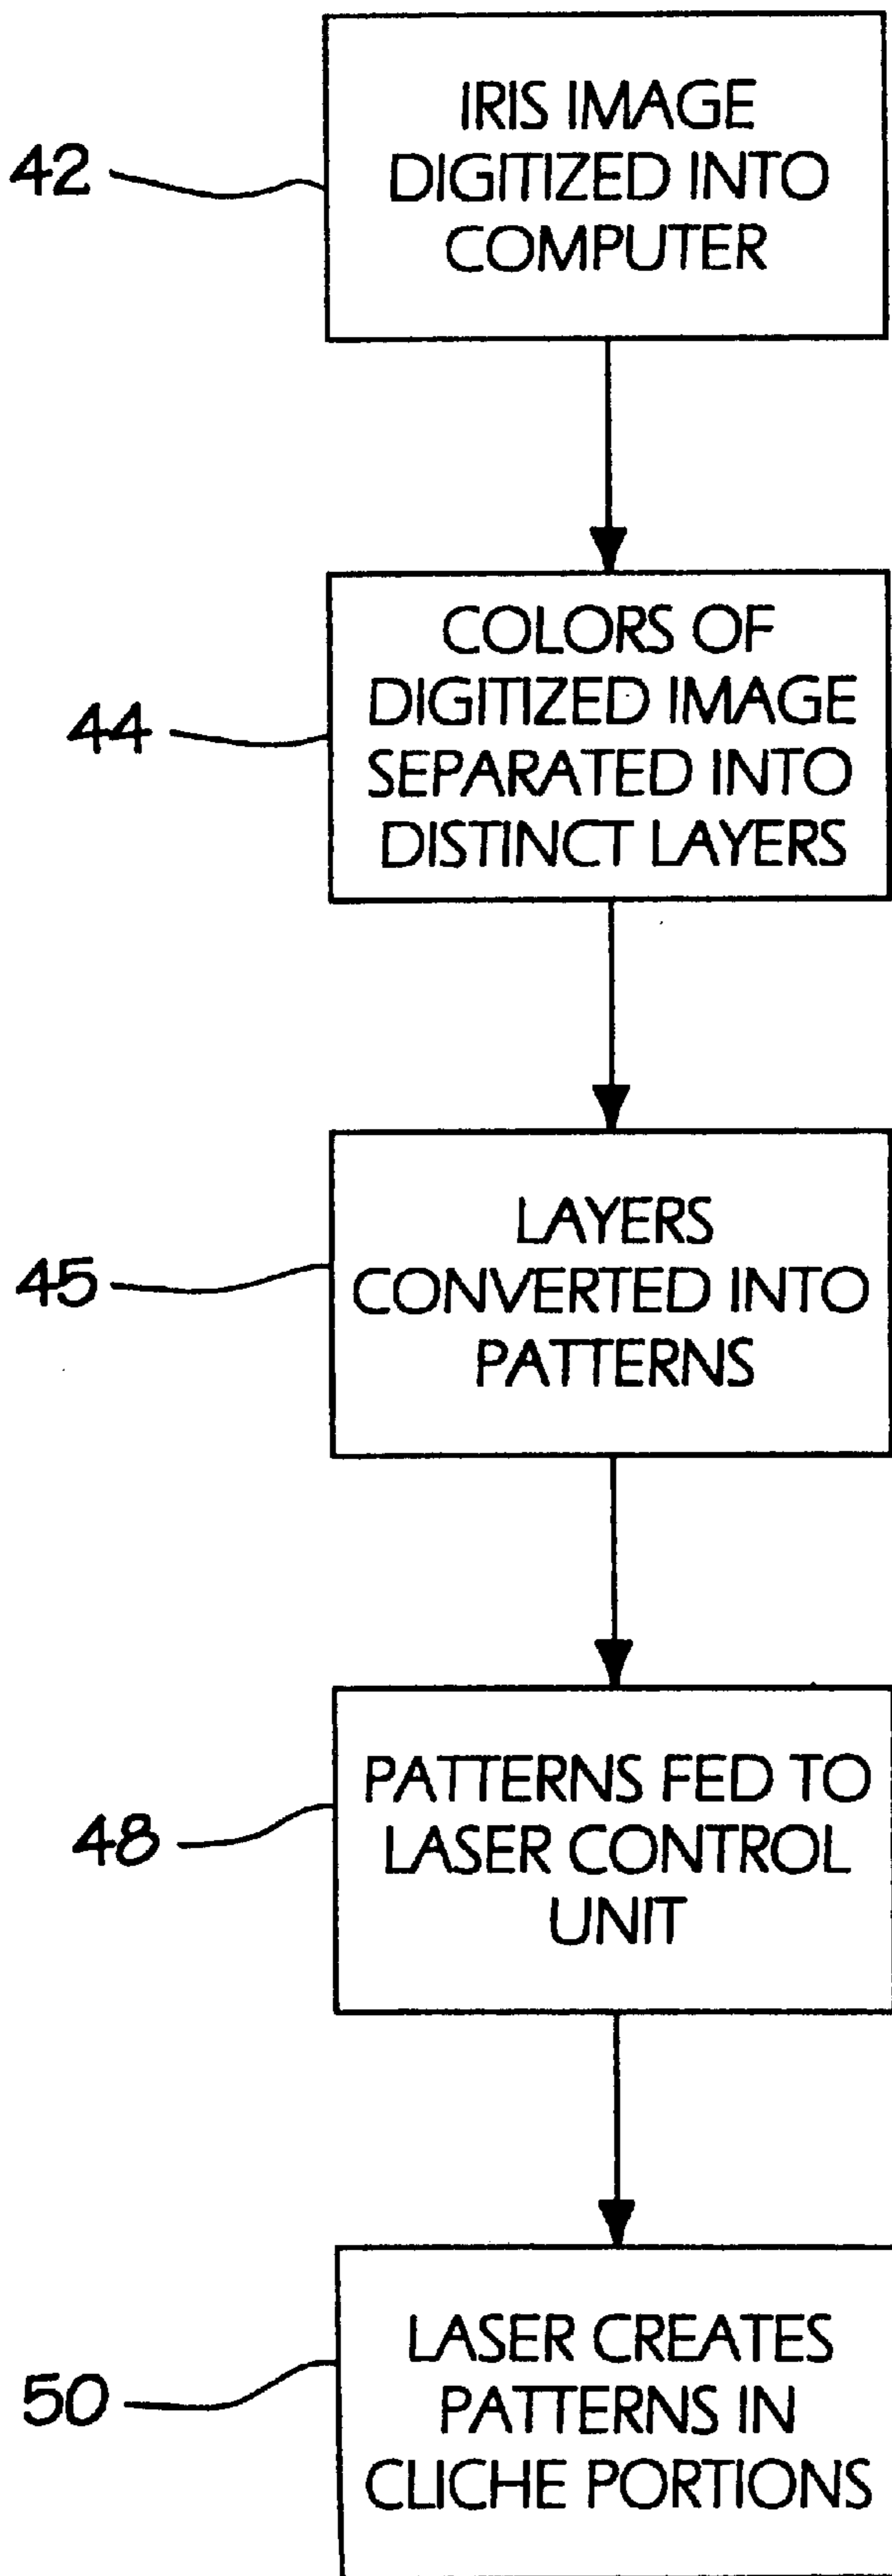 IRIS IMAGE
42
DIGITIZED INTO
COMPUTER
COLORS OF
DIGITIZED IMAGE
44
SEPARATED INTO
DISTINCT LAYERS
LAYERS
45
CONVERTED INTO
PATTERNS
PATTERNS FED TO
48
LASER CONTROL
UNIT
LASER CREATES
50
PATTERNS IN
CLICHE PORTIONS